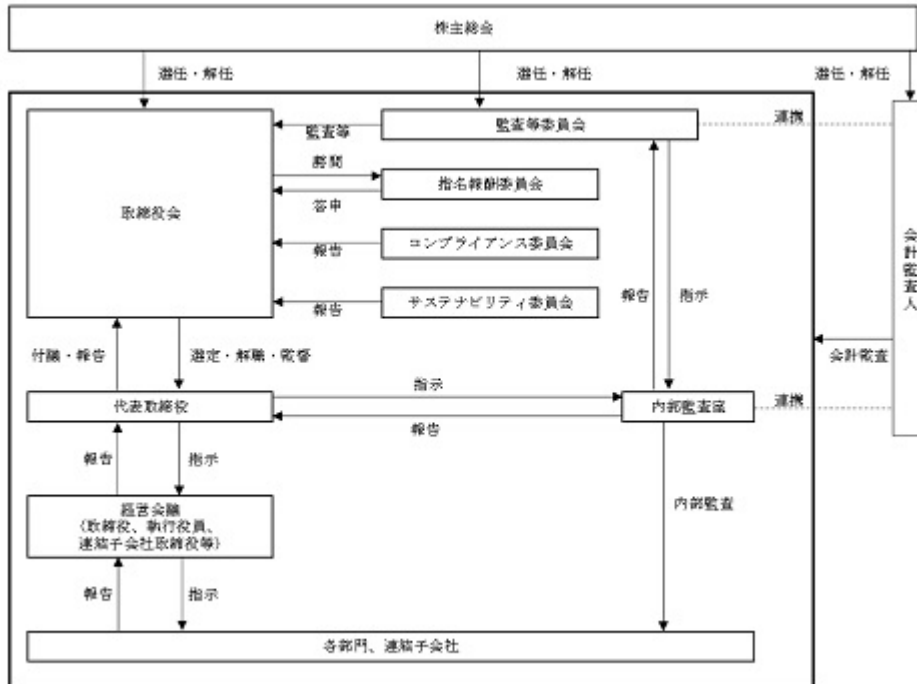 株主総会
選任・解任
選任・解任
選任・解任
監査等委員会
連携
監査等
諮問
指名報酬委員会
答申
取締役会
コンプライアンス委員会
報告
会計監査人
サステナビリティ委員会
報告
報告
指示
付議・報告
選定・解職・監督
会計監査
指示
代表取締役
内部監査室
連携
報告
報告
指示
経営会議
(取締役、執行役員、
連結子会社取締役等)
内部監査
報告
指示
各部門、連結子会社